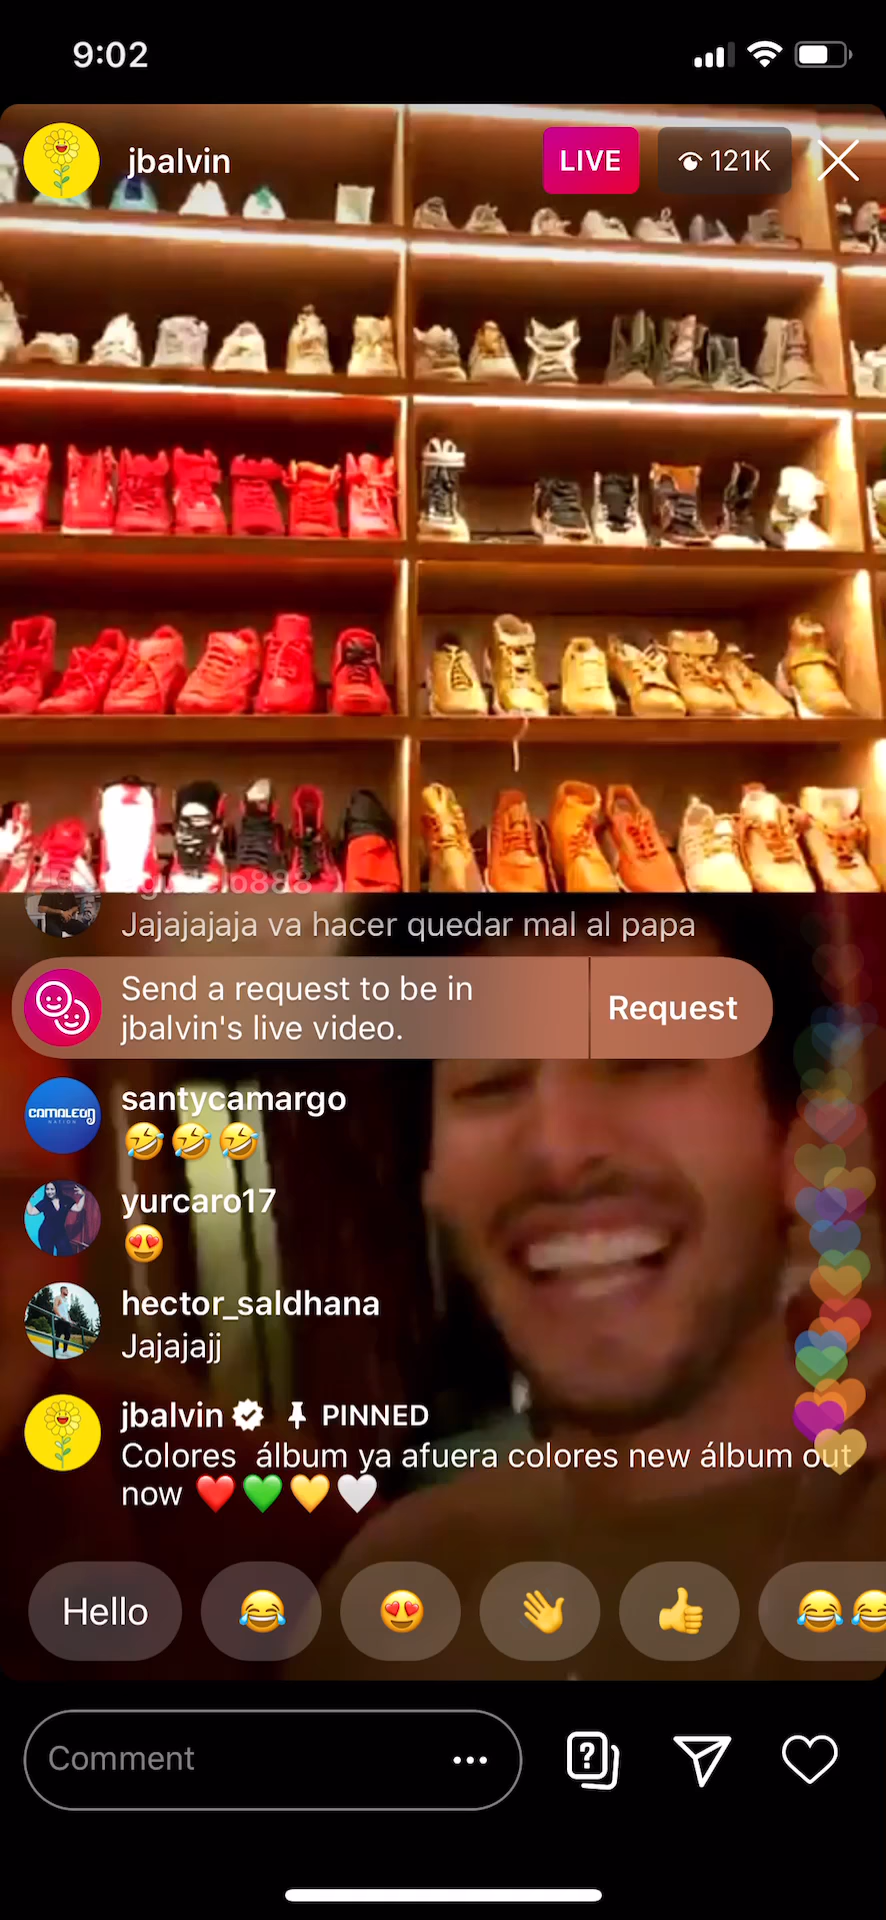 9:02
jbalvin
LIVE
121K
Jajajajaja va hacer quedar mal al papa
Send a request to be in
jbalvin's live video.
Request
CAMALEON
NATION
santycamargo
🤣🤣🤣
yurcaro17
😍
hector_saldhana
Jajajajj
jbalvin PINNED
Colores álbum ya afuera colores new álbum out
now ❤️💚💛🤍
Hello 😂 😍 👋 👍 😂😂
Comment
?